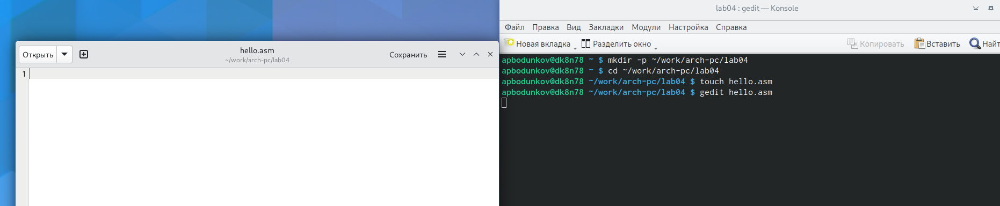 Открыть
hello.asm
~/work/arch-pc/lab04
Сохранить
1
lab04 : gedit — Konsole
Файл Правка Вид Закладки Модули Настройка Справка
Новая вкладка Разделить окно Копировать Вставить Найт
apbodunkov@dk8n78 ~ $ mkdir -p ~/work/arch-pc/lab04
apbodunkov@dk8n78 ~ $ cd ~/work/arch-pc/lab04
apbodunkov@dk8n78 ~/work/arch-pc/lab04 $ touch hello.asm
apbodunkov@dk8n78 ~/work/arch-pc/lab04 $ gedit hello.asm